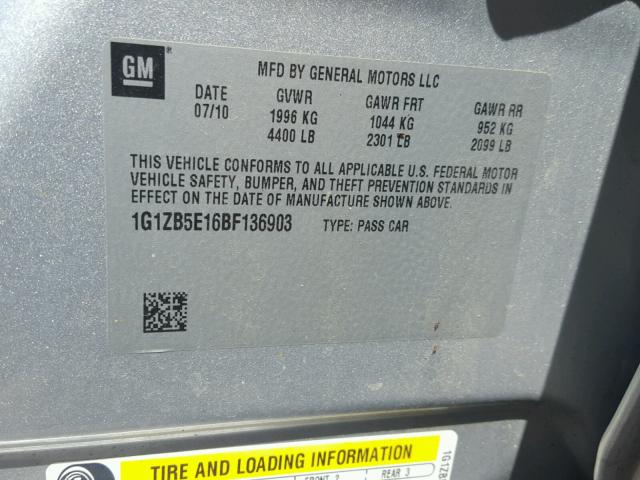 GM
MFD BY GENERAL MOTORS LLC
DATE GVWR GAWR FRT GAWR RR
07/10 1996 KG 1044 KG 952 KG
4400 LB 2301 LB 2099 LB
THIS VEHICLE CONFORMS TO ALL APPLICABLE U.S. FEDERAL MOTOR
VEHICLE SAFETY, BUMPER, AND THEFT PREVENTION STANDARDS IN
EFFECT ON THE DATE OF MANUFACTURE SHOWN ABOVE.
1G1ZB5E16BF136903 TYPE: PASS CAR
TIRE AND LOADING INFORMATION
FRONT 2 REAR 3
1G1ZB